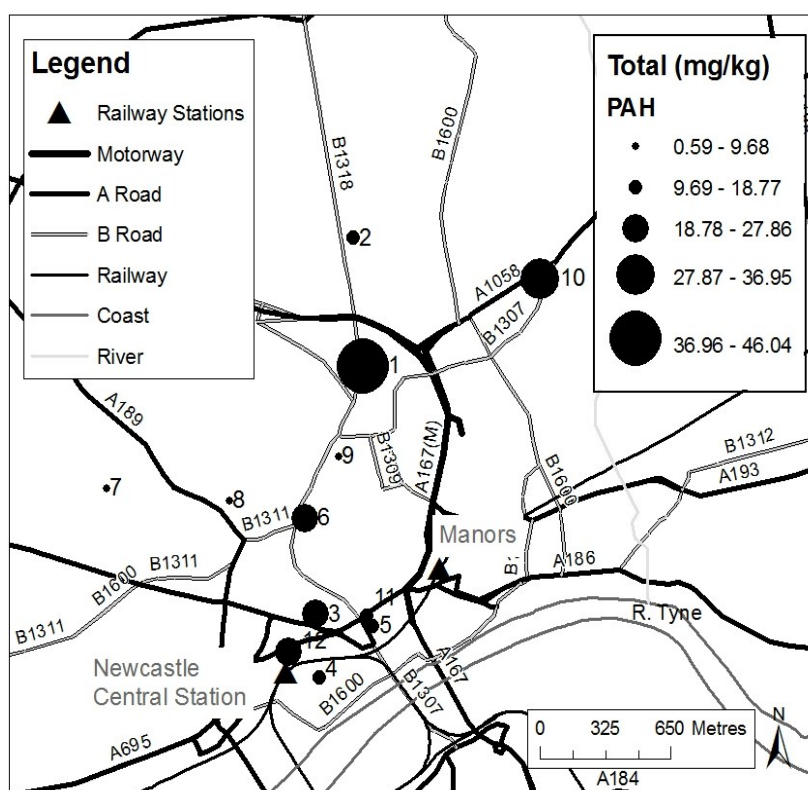 Legend
Railway Stations
Motorway
A Road
B Road
Railway
Coast
River
Total (mg/kg)
PAH
0.59 - 9.68
9.69 - 18.77
18.78 - 27.86
27.87 - 36.95
36.96 - 46.04
B1318
B1600
2
A1058
10
B1307
1
A189
A167(M)
B1309
9
B1312
A193
7
8
B1311
6
B1600
Manors
B1311
B1
A186
B1600
B1311
3
11
5
R. Tyne
12
Newcastle
Central Station
4
B1600
A167
B1307
A695
0 325 650 Metres
N
A184